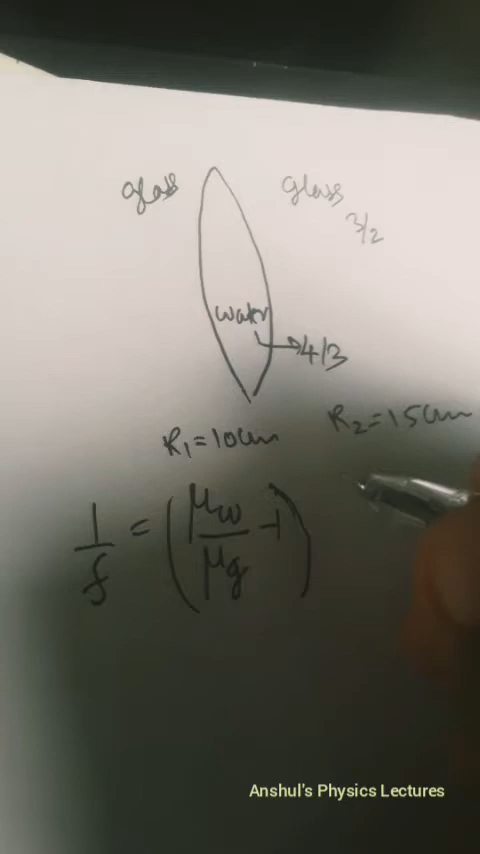 glass
glass
3/2
water
4/3
R₁=10cm
R₂=15cm
1/f = (μw/μg -1)
Anshul's Physics Lectures